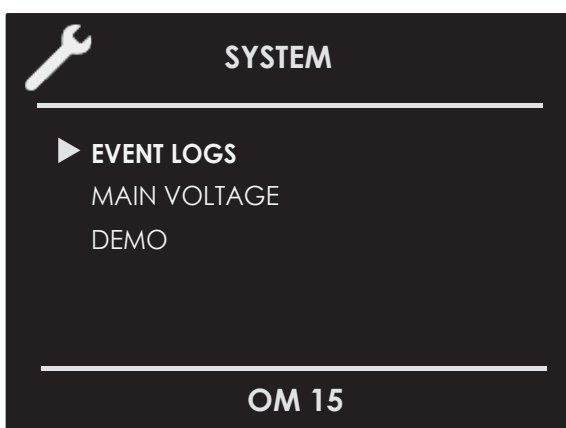 SYSTEM
EVENT LOGS
MAIN VOLTAGE
DEMO
OM 15